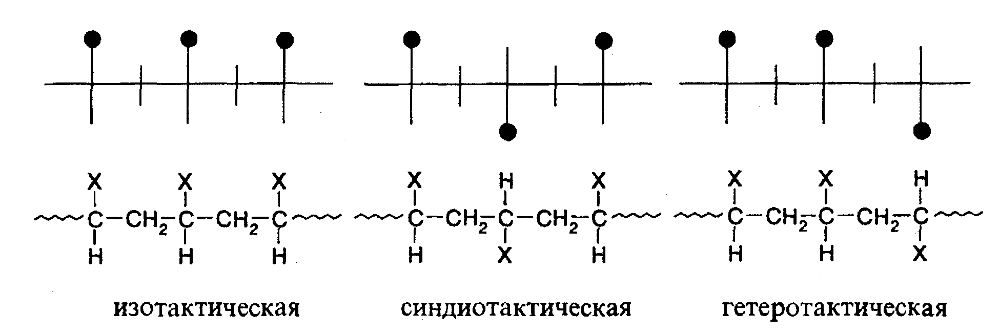 X X X X H X X X H
C–CH₂–C–CH₂–C C–CH₂–C–CH₂–C C–CH₂–C–CH₂–C
H H H H X H H H X
изотактическая синдиотактическая гетеротактическая